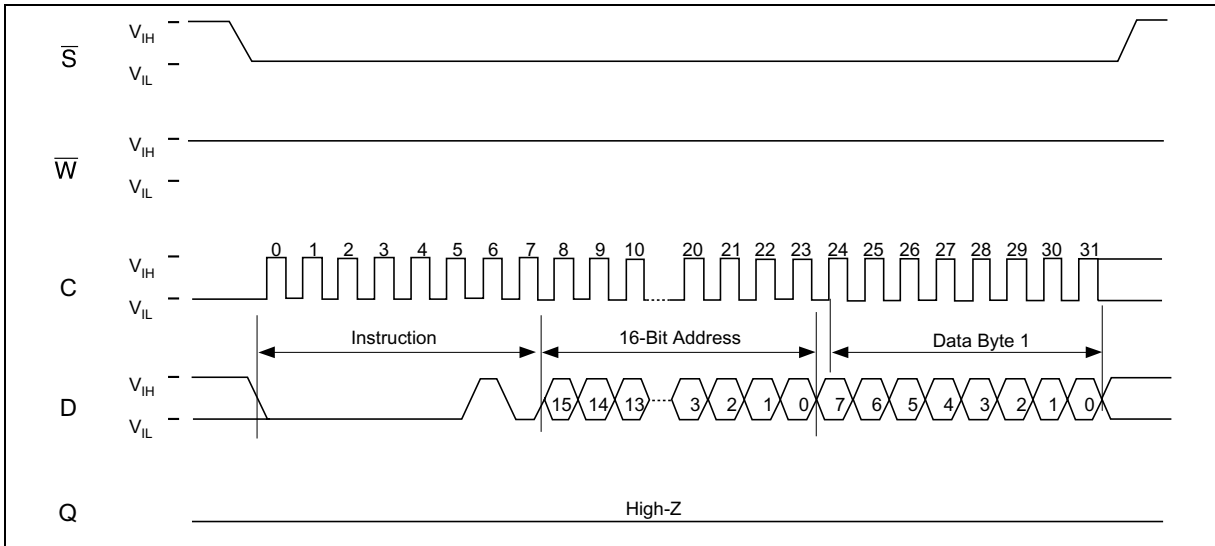 S̅
V_IH
V_IL
W̅
V_IH
V_IL
C
V_IH
V_IL
0 1 2 3 4 5 6 7 8 9 10 20 21 22 23 24 25 26 27 28 29 30 31
Instruction 16-Bit Address Data Byte 1
D
V_IH
V_IL
15 14 13 3 2 1 0 7 6 5 4 3 2 1 0
Q
High-Z